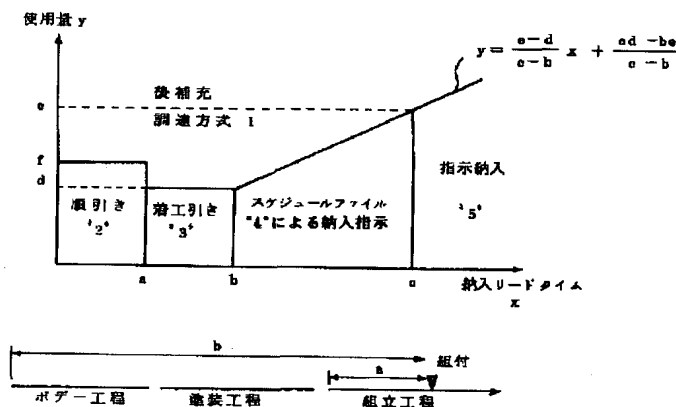 使用量 y
y = e-d/c-b x + cd-be/c-b
e
後補充
調達方式 1
f
d
順引き
"2"
着工引き
"3"
スケジュールファイル
"4"による納入指示
指示納入
"5"
a
b
c
納入リードタイム
x
b
組付
a
ボデー工程
塗装工程
組立工程